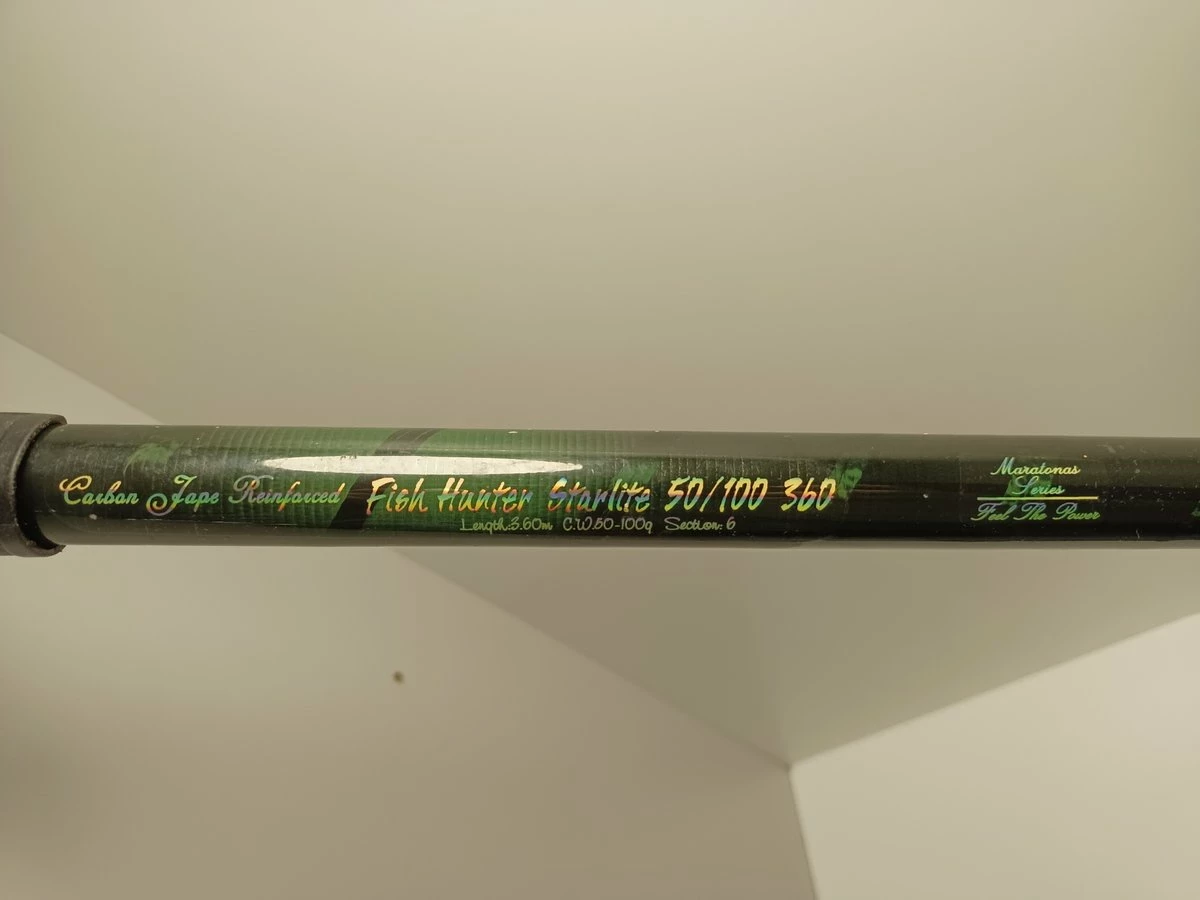 Carbon Tape Reinforced Fish Hunter Starlite 50/100 360
Length:3.60m C.W.50-100g Section: 6
Maratonas
Series
Feel The Power